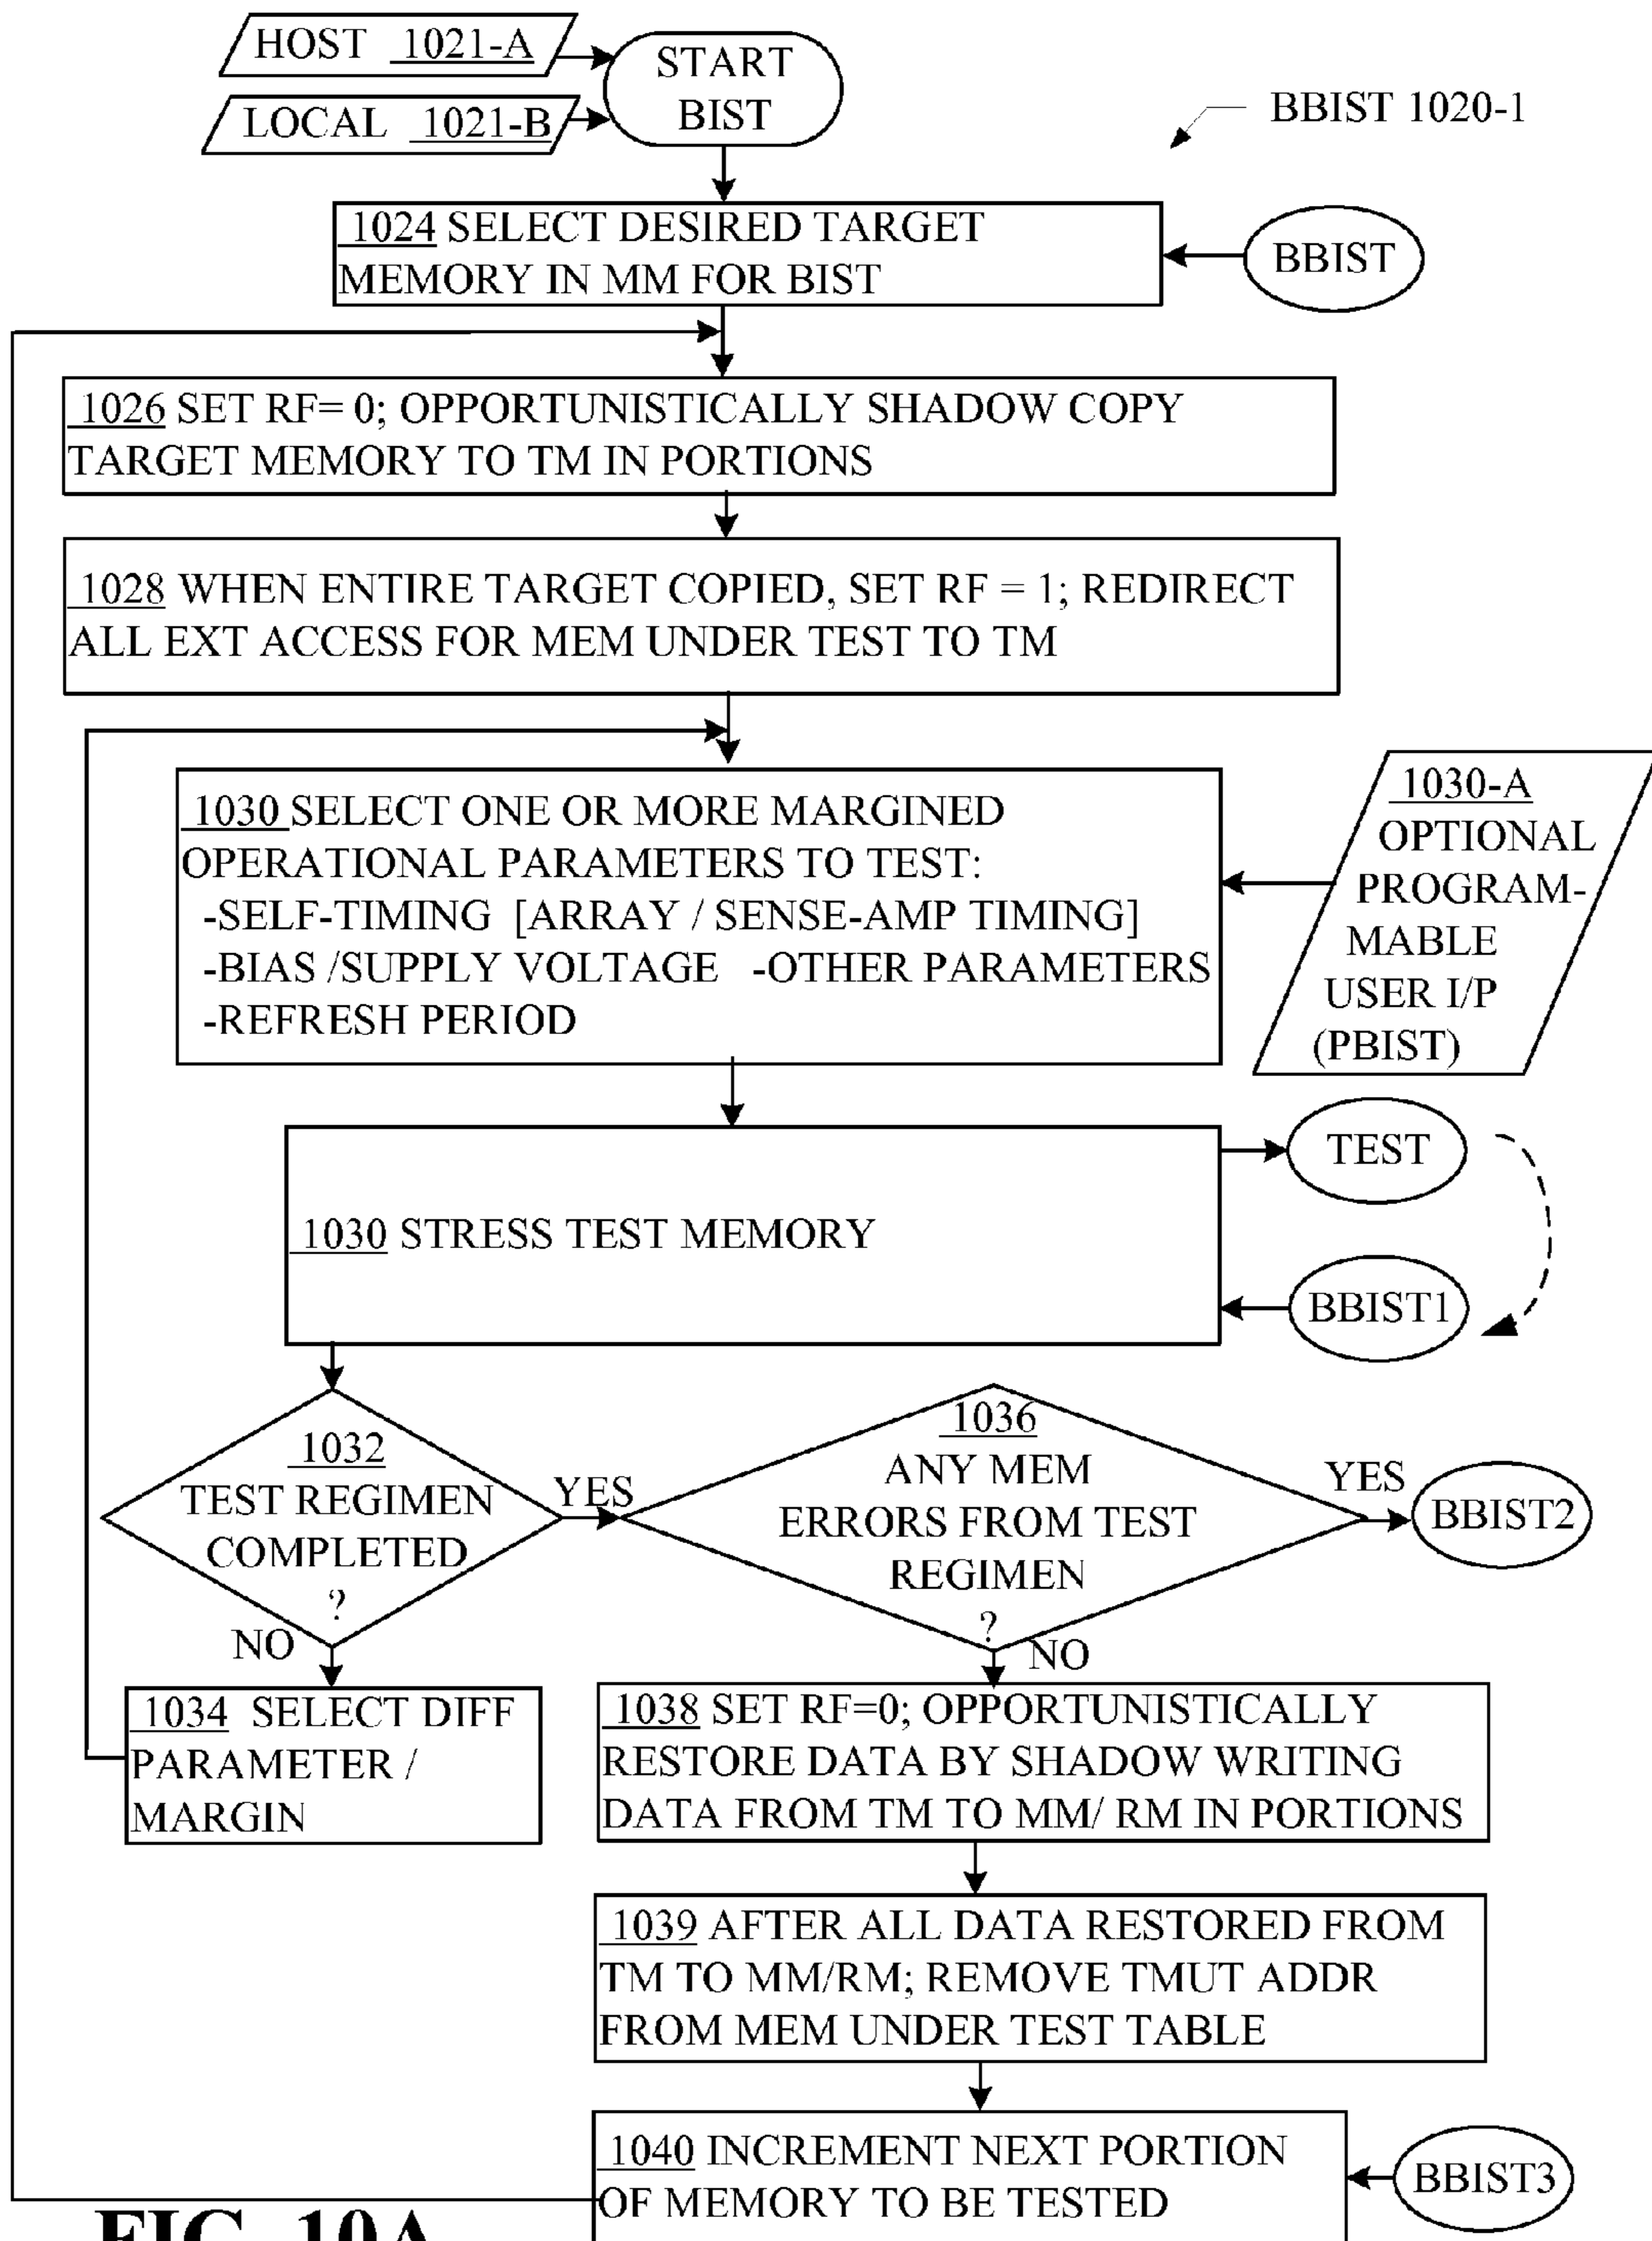 HOST 1021-A
LOCAL 1021-B
START
BIST
BBIST 1020-1
1024 SELECT DESIRED TARGET
MEMORY IN MM FOR BIST
BBIST
1026 SET RF= 0; OPPORTUNISTICALLY SHADOW COPY
TARGET MEMORY TO TM IN PORTIONS
1028 WHEN ENTIRE TARGET COPIED, SET RF = 1; REDIRECT
ALL EXT ACCESS FOR MEM UNDER TEST TO TM
1030 SELECT ONE OR MORE MARGINED
OPERATIONAL PARAMETERS TO TEST:
-SELF-TIMING [ARRAY / SENSE-AMP TIMING]
-BIAS /SUPPLY VOLTAGE -OTHER PARAMETERS
-REFRESH PERIOD
1030-A
OPTIONAL
PROGRAM-
MABLE
USER I/P
(PBIST)
1030 STRESS TEST MEMORY
TEST
BBIST1
1032
TEST REGIMEN
COMPLETED
?
YES
NO
1036
ANY MEM
ERRORS FROM TEST
REGIMEN
?
YES
BBIST2
NO
1034 SELECT DIFF
PARAMETER /
MARGIN
1038 SET RF=0; OPPORTUNISTICALLY
RESTORE DATA BY SHADOW WRITING
DATA FROM TM TO MM/ RM IN PORTIONS
1039 AFTER ALL DATA RESTORED FROM
TM TO MM/RM; REMOVE TMUT ADDR
FROM MEM UNDER TEST TABLE
1040 INCREMENT NEXT PORTION
OF MEMORY TO BE TESTED
BBIST3
FIG. 10A